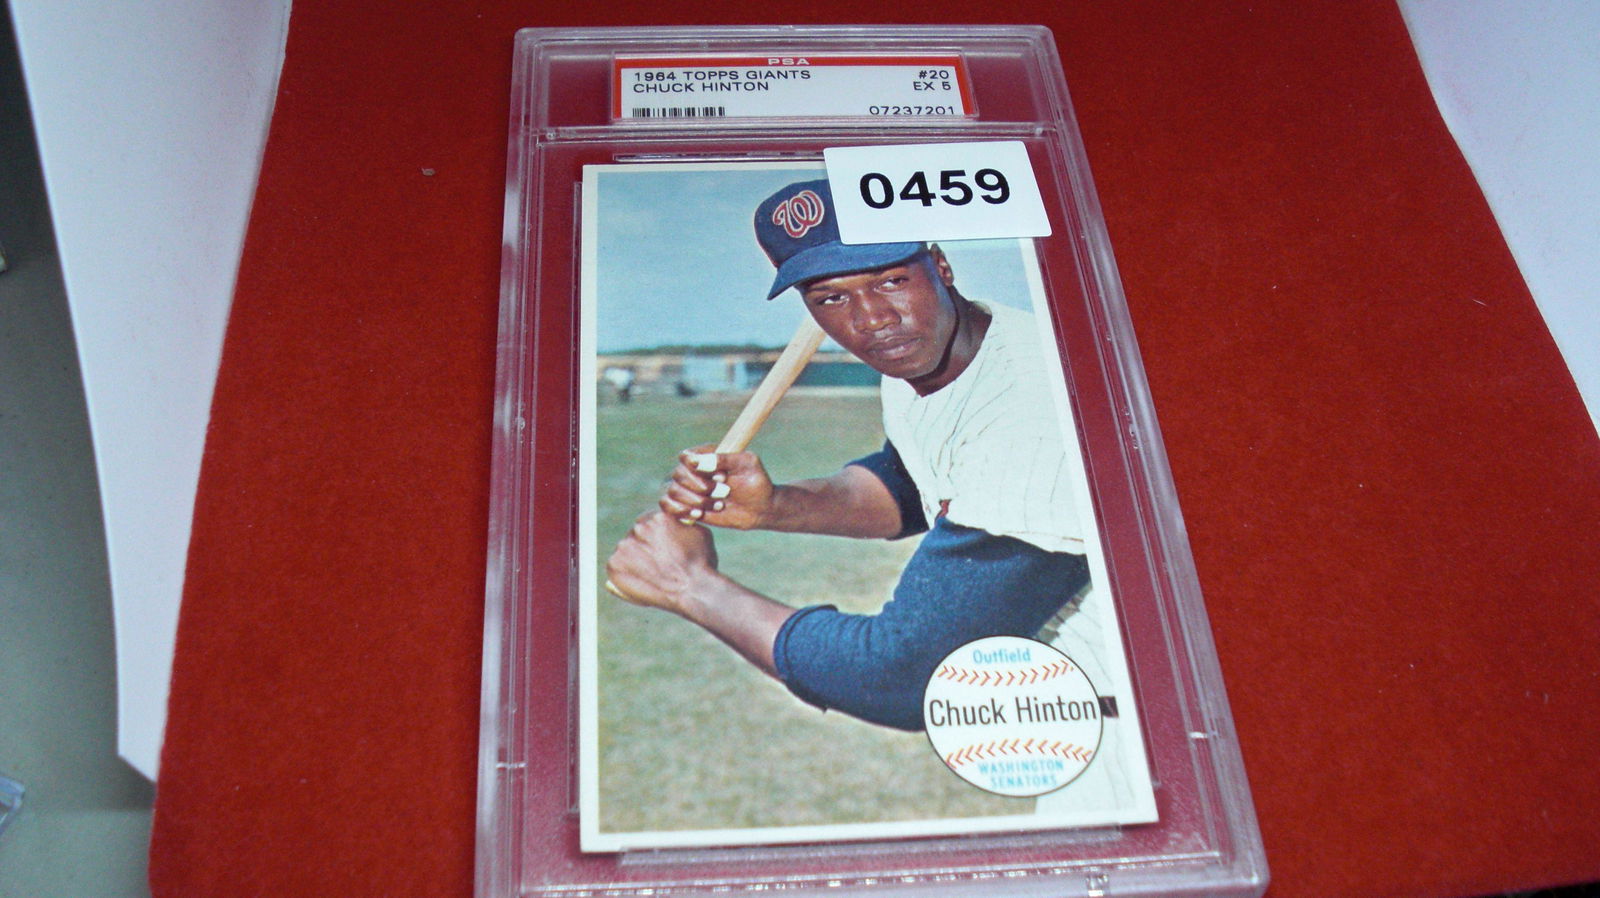 PSA
1964 TOPPS GIANTS #20
CHUCK HINTON EX 5
07237201
0459
W
Outfield
Chuck Hinton
WASHINGTON
SENATORS